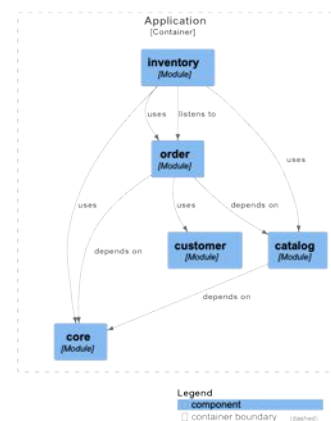 Application
[Container]
inventory
[Module]
uses
listens to
order
[Module]
uses
uses
uses
depends on
depends on
customer
[Module]
catalog
[Module]
depends on
core
[Module]
Legend
component
container boundary (dashed)